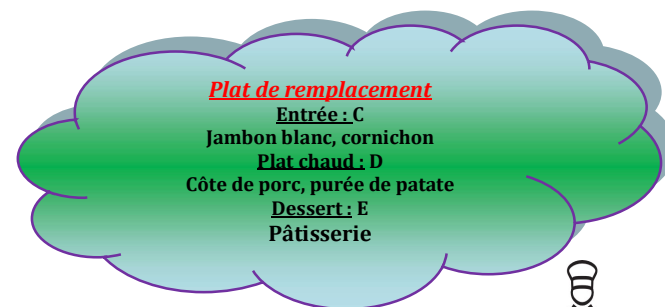 Plat de remplacement
Entrée : C
Jambon blanc, cornichon
Plat chaud : D
Côte de porc, purée de patate
Dessert : E
Pâtisserie